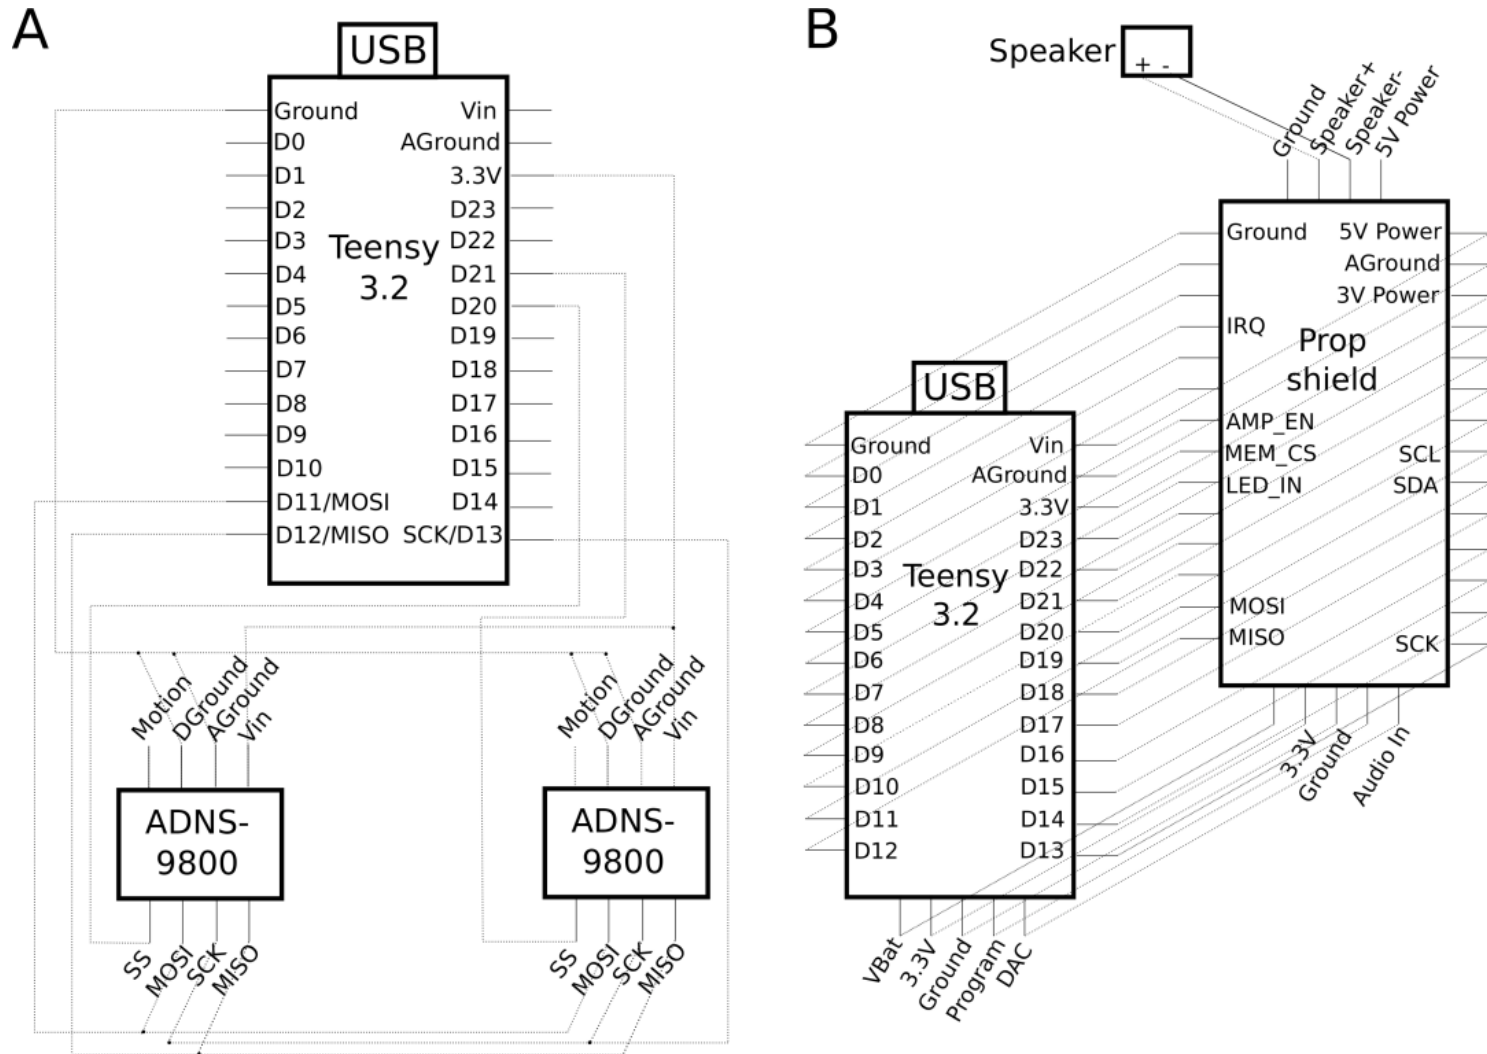 A
USB
Ground Vin
D0 AGround
D1 3.3V
D2 D23
D3 D22
Teensy
3.2
D4 D21
D5 D20
D6 D19
D7 D18
D8 D17
D9 D16
D10 D15
D11/MOSI D14
D12/MISO SCK/D13
Motion
DGround
AGround
Vin
ADNS-
9800
SS
MOSI
SCK
MISO
Motion
DGround
AGround
Vin
ADNS-
9800
SS
MOSI
SCK
MISO
B
Speaker
+ -
Ground
Speaker+
Speaker-
5V Power
Ground 5V Power
AGround
3V Power
IRQ
Prop
shield
AMP_EN
MEM_CS SCL
LED_IN SDA
MOSI
MISO SCK
3.3V
Ground
Audio In
USB
Ground Vin
D0 AGround
D1 3.3V
D2 D23
D3 D22
Teensy
3.2
D4 D21
D5 D20
D6 D19
D7 D18
D8 D17
D9 D16
D10 D15
D11 D14
D12 D13
VBat
3.3V
Ground
Program
DAC